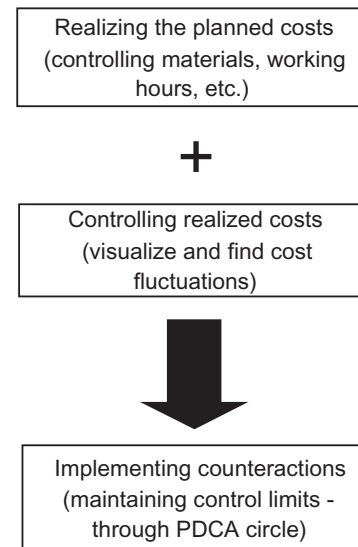 Realizing the planned costs
(controlling materials, working
hours, etc.)
+
Controlling realized costs
(visualize and find cost
fluctuations)
Implementing counteractions
(maintaining control limits -
through PDCA circle)